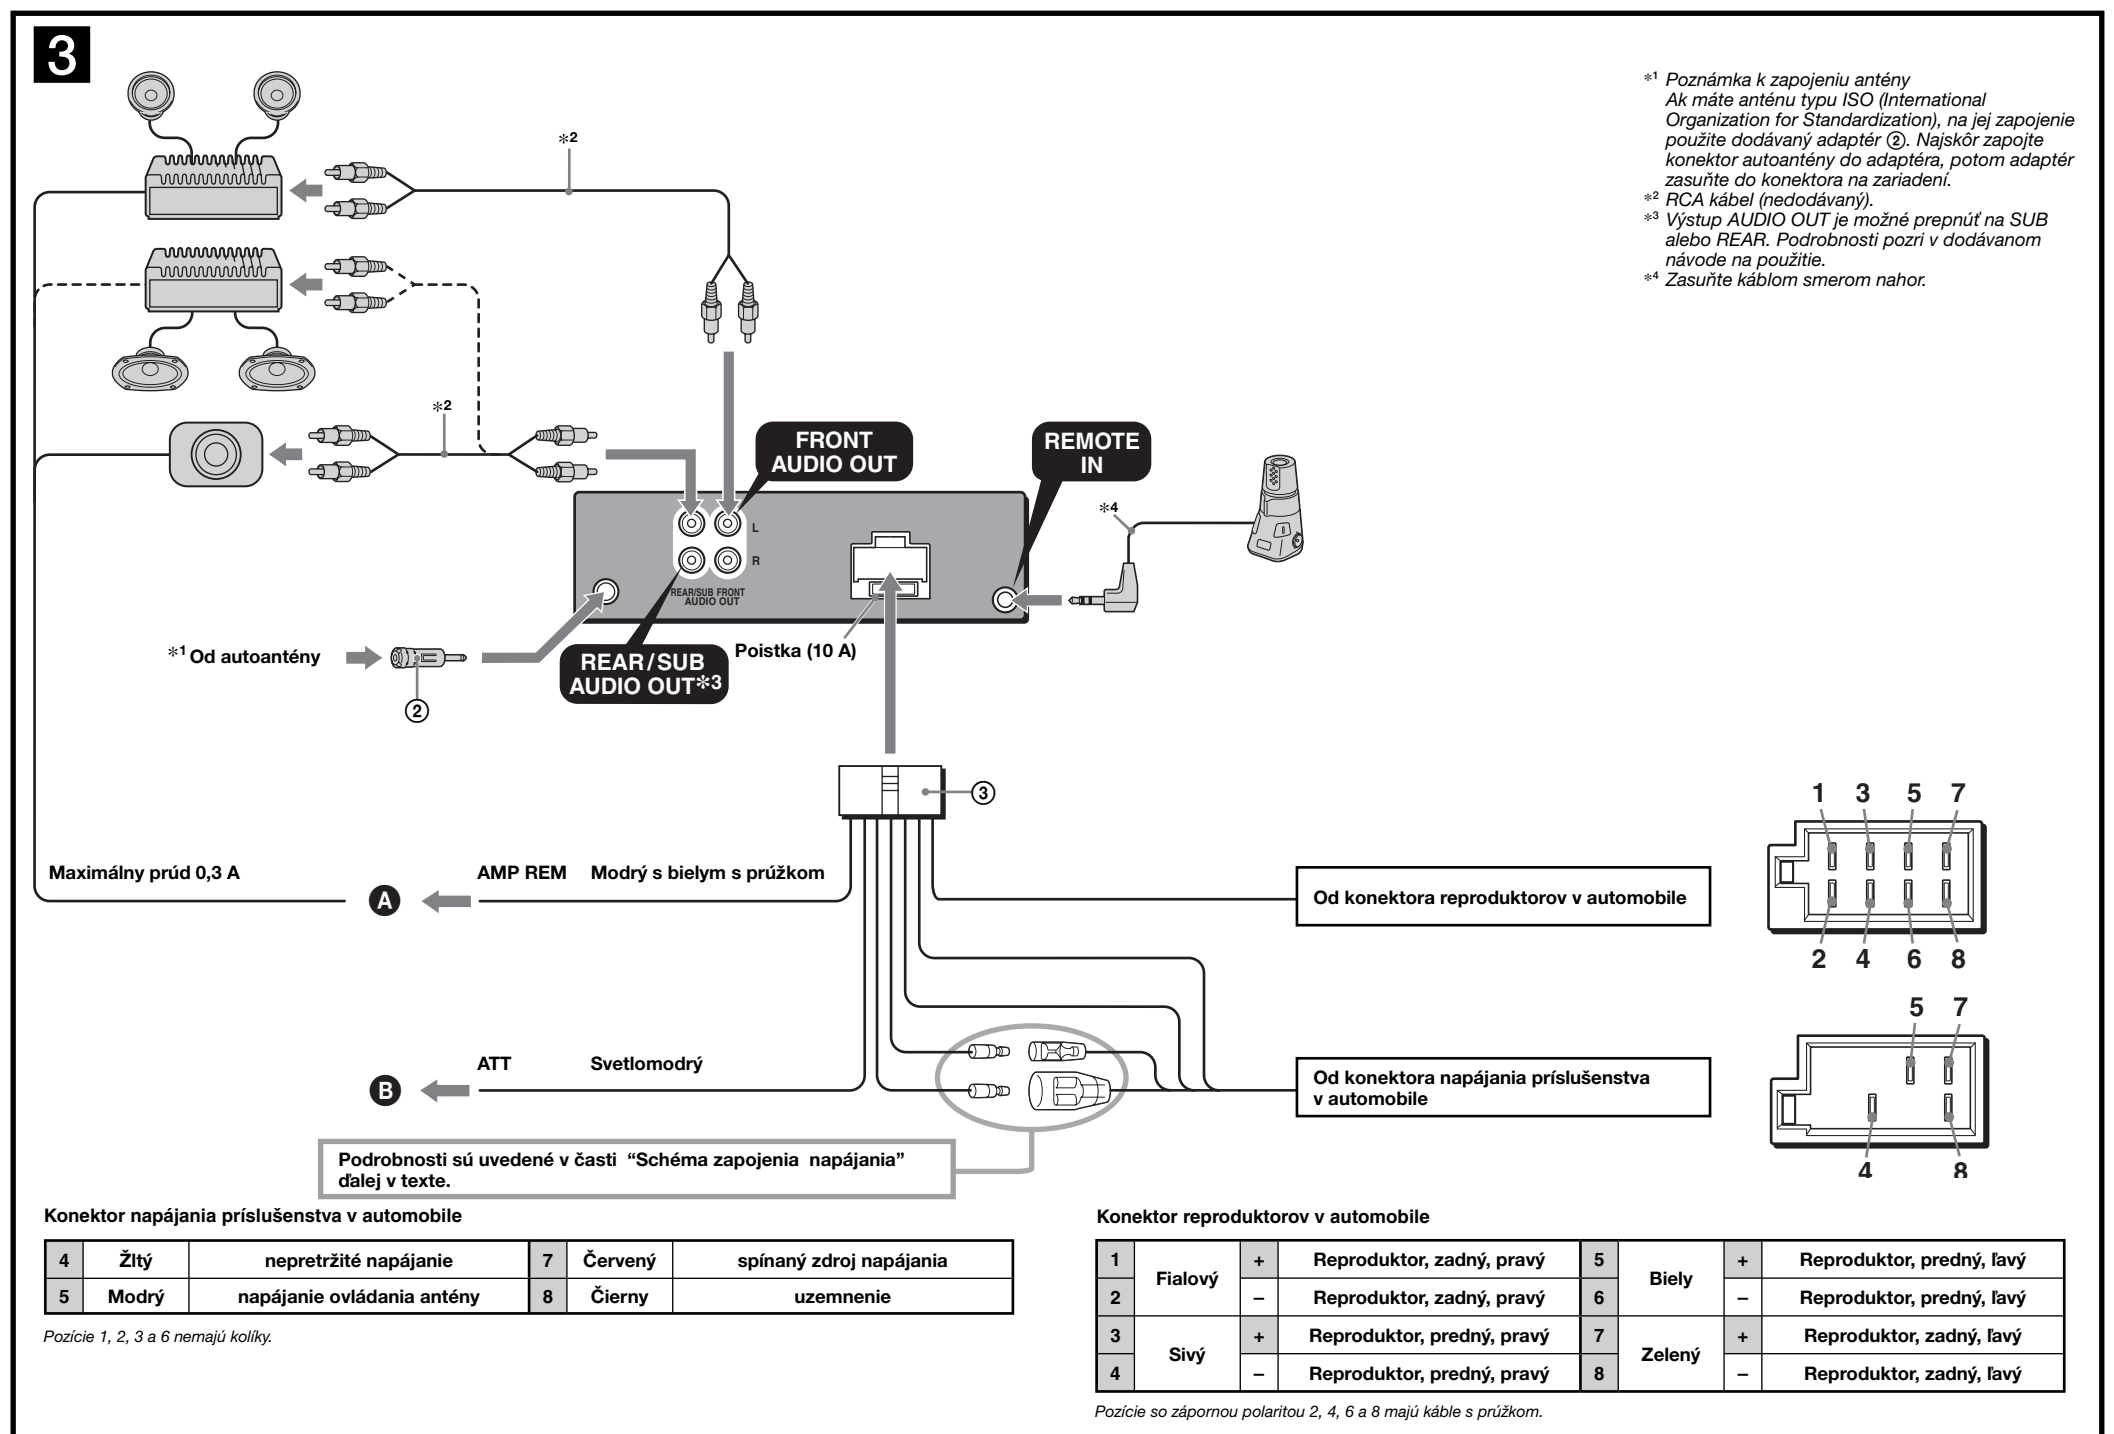 3
*1 Poznámka k zapojeniu antény
Ak máte anténu typu ISO (International
Organization for Standardization), na jej zapojenie
použite dodávaný adaptér ②. Najskôr zapojte
konektor autoantény do adaptéra, potom adaptér
zasuňte do konektora na zariadení.
*2 RCA kábel (nedodávaný).
*3 Výstup AUDIO OUT je možné prepnúť na SUB
alebo REAR. Podrobnosti pozri v dodávanom
návode na použitie.
*4 Zasuňte káblom smerom nahor.
*2
*2
FRONT
AUDIO OUT
REMOTE
IN
*4
L
R
REAR/SUB FRONT
AUDIO OUT
*1 Od autoantény
②
REAR/SUB
AUDIO OUT*3
Poistka (10 A)
③
Maximálny prúd 0,3 A
A
AMP REM Modrý s bielym s prúžkom
Od konektora reproduktorov v automobile
1 3 5 7
2 4 6 8
B
ATT Svetlomodrý
Od konektora napájania príslušenstva
v automobile
5 7
4 8
Podrobnosti sú uvedené v časti “Schéma zapojenia napájania”
ďalej v texte.
Konektor napájania príslušenstva v automobile
4 Žltý nepretržité napájanie 7 Červený spínaný zdroj napájania
5 Modrý napájanie ovládania antény 8 Čierny uzemnenie
Pozície 1, 2, 3 a 6 nemajú kolíky.
Konektor reproduktorov v automobile
1 Fialový + Reproduktor, zadný, pravý 5 Biely + Reproduktor, predný, ľavý
2 – Reproduktor, zadný, pravý 6 – Reproduktor, predný, ľavý
3 Sivý + Reproduktor, predný, pravý 7 Zelený + Reproduktor, zadný, ľavý
4 – Reproduktor, predný, pravý 8 – Reproduktor, zadný, ľavý
Pozície so zápornou polaritou 2, 4, 6 a 8 majú káble s prúžkom.